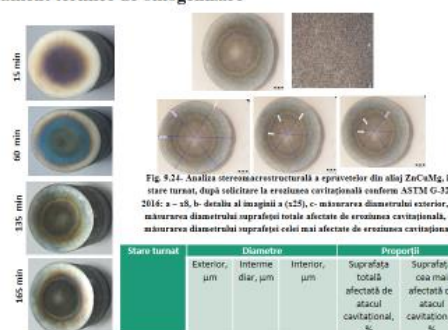 15 min
60 min
135 min
165 min
Fig. 9.24- Analiza stereomacrostructurală a epruvetelor din aliaj ZnCuMg,
stare turnat, după solicitare la eroziunea cavitațională conform ASTM G-32
2016: a – x8, b- detaliu al imaginii a (x25), c- măsurarea diametrului exterior,
măsurarea diametrului suprafeței totale afectate de eroziunea cavitațională,
măsurarea diametrului suprafeței celei mai afectate de eroziunea cavitațional
Stare turnat
Diametre
Proporții
Exterior, µm
Interme diar, µm
Interior, µm
Suprafața totală afectată de atacul cavitațional,
Suprafața cea mai afectată de atacul cavitațion